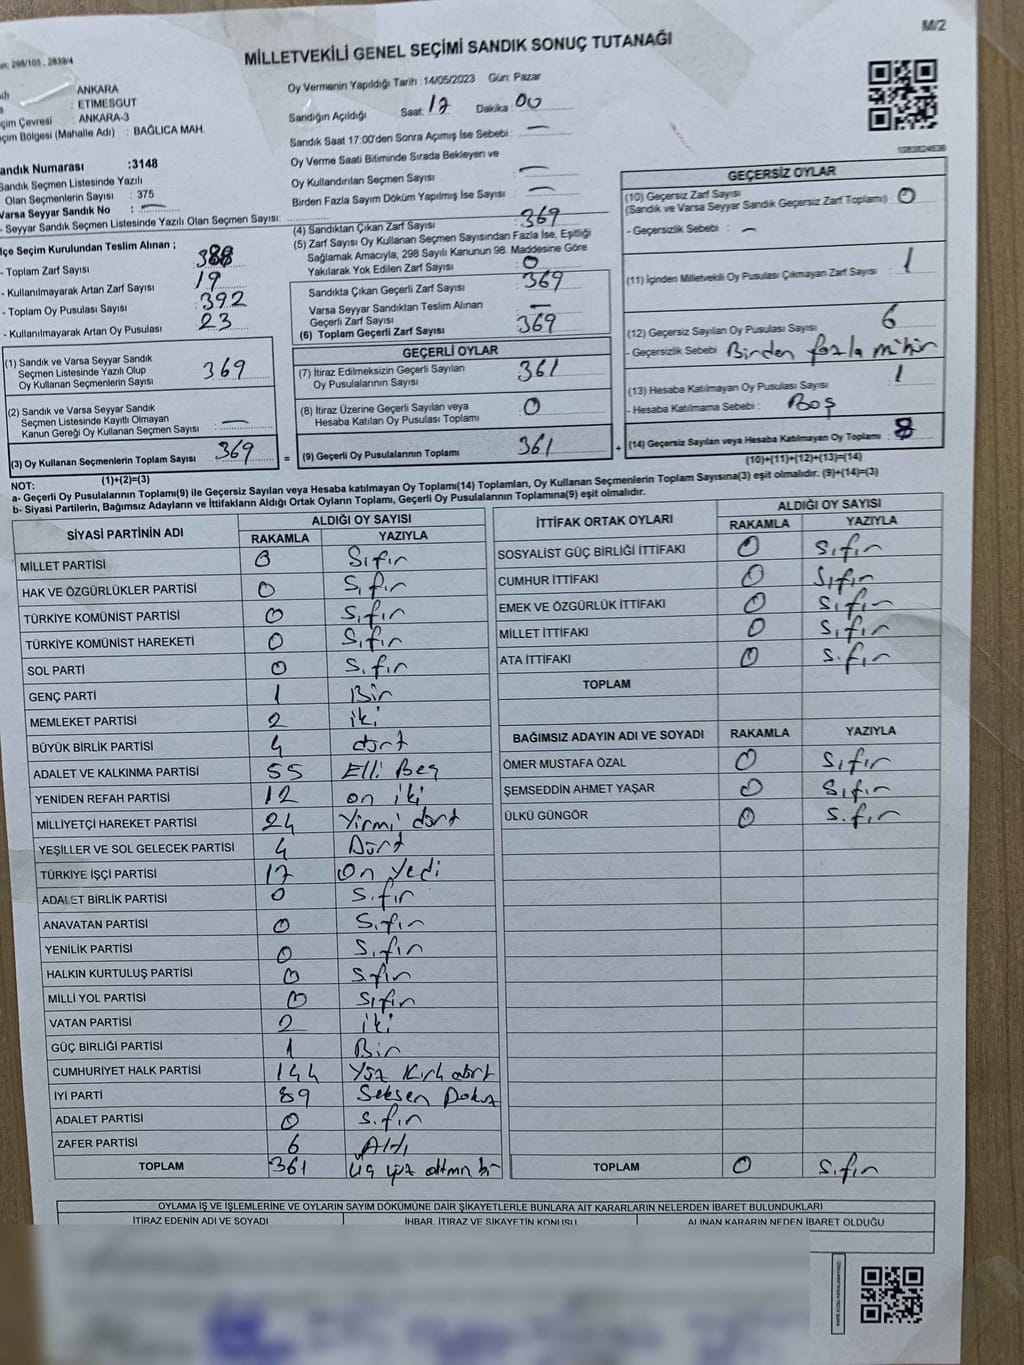 M/2
MİLLETVEKİLİ GENEL SEÇİMİ SANDIK SONUÇ TUTANAĞI
298/105 , 2839/4
ANKARA
: ETİMESGUT
çim Çevresi : ANKARA-3
çim Bölgesi (Mahalle Adı) : BAĞLICA MAH.
Oy Vermenin Yapıldığı Tarih :14/05/2023 Gün: Pazar
Sandığın Açıldığı Saat: 17 Dakika 00
Sandık Saat 17:00'den Sonra Açılmış İse Sebebi : —
Oy Verme Saati Bitiminde Sırada Bekleyen ve
Oy Kullandırılan Seçmen Sayısı : —
Birden Fazla Sayım Döküm Yapılmış İse Sayısı : —
andık Numarası :3148
Sandık Seçmen Listesinde Yazılı
Olan Seçmenlerin Sayısı : 375
Varsa Seyyar Sandık No : —
- Seyyar Sandık Seçmen Listesinde Yazılı Olan Seçmen Sayısı:
lçe Seçim Kurulundan Teslim Alınan ;
- Toplam Zarf Sayısı 388
- Kullanılmayarak Artan Zarf Sayısı 19
- Toplam Oy Pusulası Sayısı : 392
- Kullanılmayarak Artan Oy Pusulası 23
(4) Sandıktan Çıkan Zarf Sayısı : 369
(5) Zarf Sayısı Oy Kullanan Seçmen Sayısından Fazla İse, Eşitliği
Sağlamak Amacıyla, 298 Sayılı Kanunun 98. Maddesine Göre
Yakılarak Yok Edilen Zarf Sayısı : 0
Sandıkta Çıkan Geçerli Zarf Sayısı : 369
Varsa Seyyar Sandıktan Teslim Alınan
Geçerli Zarf Sayısı : —
(6) Toplam Geçerli Zarf Sayısı 369
GEÇERSİZ OYLAR
(10) Geçersiz Zarf Sayısı
(Sandık ve Varsa Seyyar Sandık Geçersiz Zarf Toplamı) 0
- Geçersizlik Sebebi : —
(11) İçinden Milletvekili Oy Pusulası Çıkmayan Zarf Sayısı : 1
(12) Geçersiz Sayılan Oy Pusulası Sayısı : 6
- Geçersizlik Sebebi Birden fazla mühür
(13) Hesaba Katılmayan Oy Pusulası Sayısı : 1
- Hesaba Katılmama Sebebi : Boş
(14) Geçersiz Sayılan veya Hesaba Katılmayan Oy Toplamı : 8
(10)+(11)+(12)+(13)=(14)
(1) Sandık ve Varsa Seyyar Sandık
Seçmen Listesinde Yazılı Olup
Oy Kullanan Seçmenlerin Sayısı : 369
(2) Sandık ve Varsa Seyyar Sandık
Seçmen Listesinde Kayıtlı Olmayan
Kanun Gereği Oy Kullanan Seçmen Sayısı : —
(3) Oy Kullanan Seçmenlerin Toplam Sayısı 369 =
(1)+(2)=(3)
GEÇERLİ OYLAR
(7) İtiraz Edilmeksizin Geçerli Sayılan
Oy Pusulalarının Sayısı : 361
(8) İtiraz Üzerine Geçerli Sayılan veya
Hesaba Katılan Oy Pusulası Toplamı : 0
(9) Geçerli Oy Pusulalarının Toplamı : 361 +
NOT:
a- Geçerli Oy Pusulalarının Toplamı(9) ile Geçersiz Sayılan veya Hesaba katılmayan Oy Toplamı(14) Toplamları, Oy Kullanan Seçmenlerin Toplam Sayısına(3) eşit olmalıdır. (9)+(14)=(3)
b- Siyasi Partilerin, Bağımsız Adayların ve İttifakların Aldığı Ortak Oyların Toplamı, Geçerli Oy Pusulalarının Toplamına(9) eşit olmalıdır.
SİYASİ PARTİNİN ADI ALDIĞI OY SAYISI
RAKAMLA YAZIYLA
MİLLET PARTİSİ 0 Sıfır
HAK VE ÖZGÜRLÜKLER PARTİSİ 0 Sıfır
TÜRKİYE KOMÜNİST PARTİSİ 0 Sıfır
TÜRKİYE KOMÜNİST HAREKETİ 0 Sıfır
SOL PARTİ 0 Sıfır
GENÇ PARTİ 1 Bir
MEMLEKET PARTİSİ 2 iki
BÜYÜK BİRLİK PARTİSİ 4 dört
ADALET VE KALKINMA PARTİSİ 55 Elli Beş
YENİDEN REFAH PARTİSİ 12 on iki
MİLLİYETÇİ HAREKET PARTİSİ 24 Yirmi dört
YEŞİLLER VE SOL GELECEK PARTİSİ 4 Dört
TÜRKİYE İŞÇİ PARTİSİ 17 On Yedi
ADALET BİRLİK PARTİSİ 0 Sıfır
ANAVATAN PARTİSİ 0 Sıfır
YENİLİK PARTİSİ 0 Sıfır
HALKIN KURTULUŞ PARTİSİ 0 Sıfır
MİLLİ YOL PARTİSİ 0 Sıfır
VATAN PARTİSİ 2 iki
GÜÇ BİRLİĞİ PARTİSİ 1 Bir
CUMHURİYET HALK PARTİSİ 144 Yüz Kırk dört
İYİ PARTİ 89 Seksen Dokuz
ADALET PARTİSİ 0 Sıfır
ZAFER PARTİSİ 6 Altı
TOPLAM 361 Üç yüz altmış bir
İTTİFAK ORTAK OYLARI ALDIĞI OY SAYISI
RAKAMLA YAZIYLA
SOSYALİST GÜÇ BİRLİĞİ İTTİFAKI 0 Sıfır
CUMHUR İTTİFAKI 0 Sıfır
EMEK VE ÖZGÜRLÜK İTTİFAKI 0 Sıfır
MİLLET İTTİFAKI 0 Sıfır
ATA İTTİFAKI 0 Sıfır
TOPLAM
BAĞIMSIZ ADAYIN ADI VE SOYADI RAKAMLA YAZIYLA
ÖMER MUSTAFA ÖZAL 0 Sıfır
ŞEMSEDDİN AHMET YAŞAR 0 Sıfır
ÜLKÜ GÜNGÖR 0 Sıfır
TOPLAM 0 Sıfır
OYLAMA İŞ VE İŞLEMLERİNE VE OYLARIN SAYIM DÖKÜMÜNE DAİR ŞİKAYETLERLE BUNLARA AİT KARARLARIN NELERDEN İBARET BULUNDUKLARI
İTİRAZ EDENİN ADI VE SOYADI İHBAR, İTİRAZ VE ŞİKAYETİN KONUSU ALINAN KARARIN NEDEN İBARET OLDUĞU